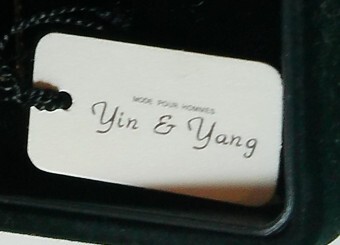 MODE POUR HOMMES
Yin & Yang